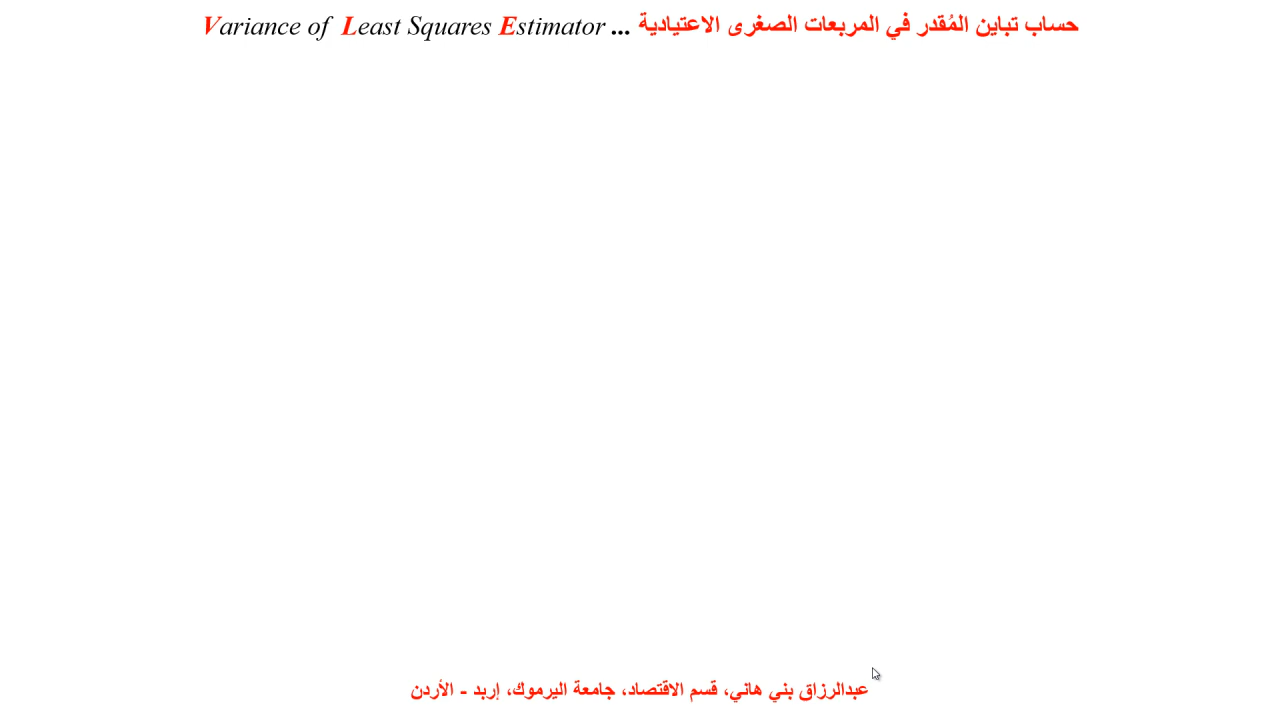 حساب تباين المُقدر في المربعات الصغرى الاعتيادية ... Variance of Least Squares Estimator
عبدالرزاق بني هاني، قسم الاقتصاد، جامعة اليرموك، إربد - الأردن